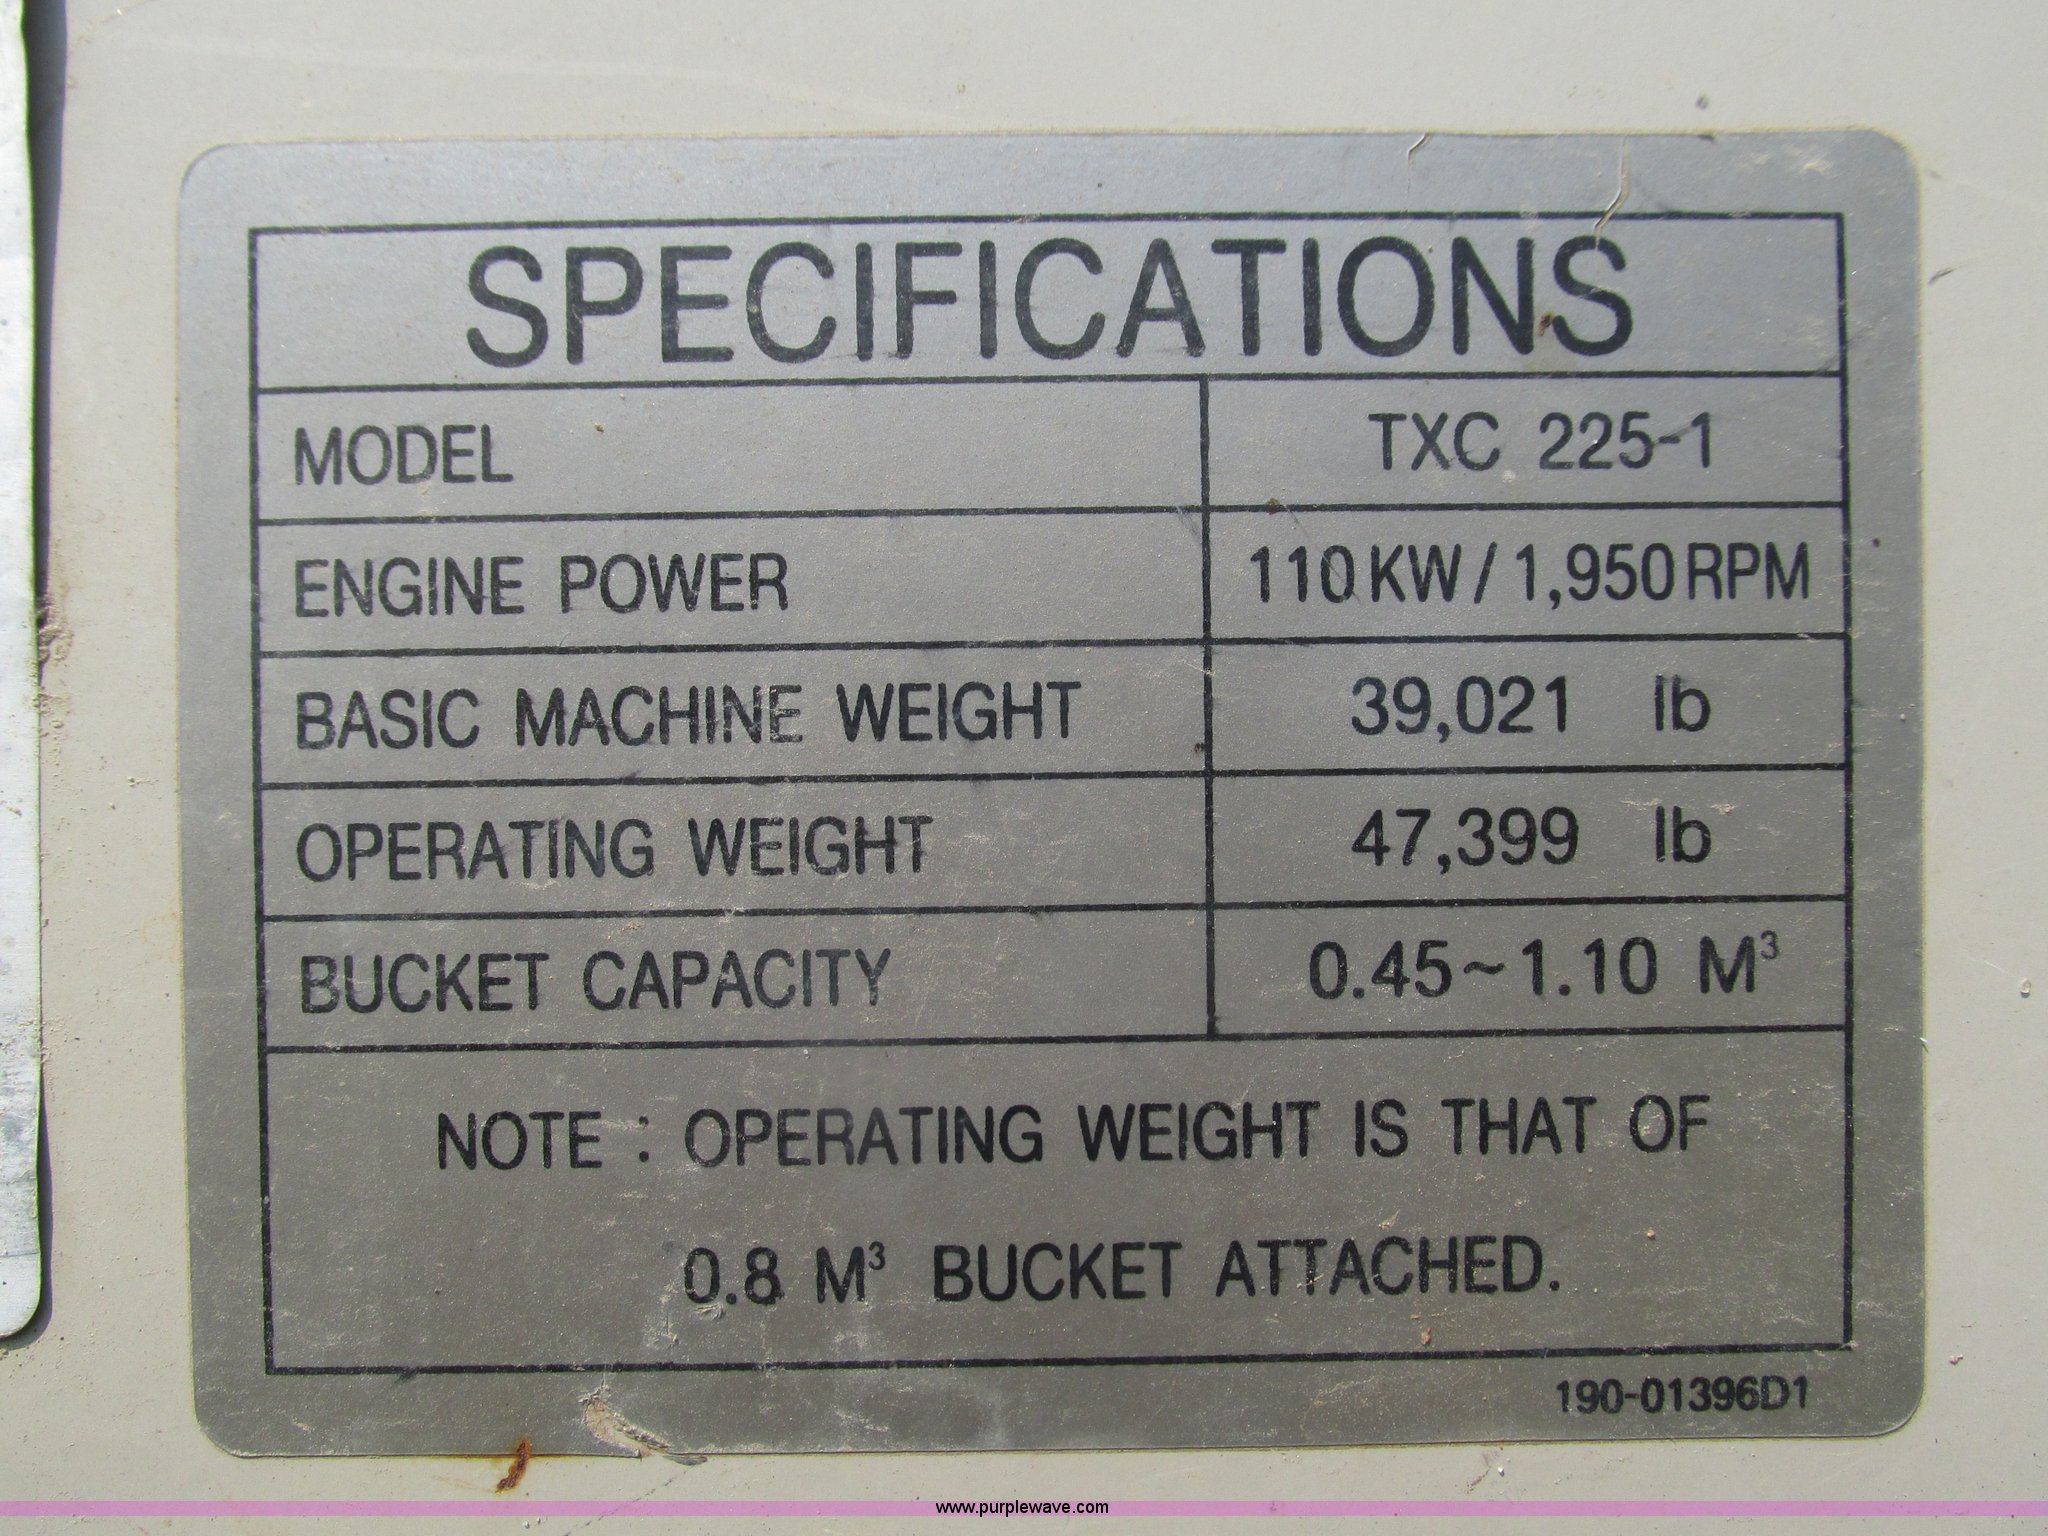 SPECIFICATIONS
MODEL TXC 225-1
ENGINE POWER 110KW/1,950RPM
BASIC MACHINE WEIGHT 39,021 lb
OPERATING WEIGHT 47,399 lb
BUCKET CAPACITY 0.45~1.10 M³
NOTE : OPERATING WEIGHT IS THAT OF
0.8 M³ BUCKET ATTACHED.
190-01396D1
www.purplewave.com